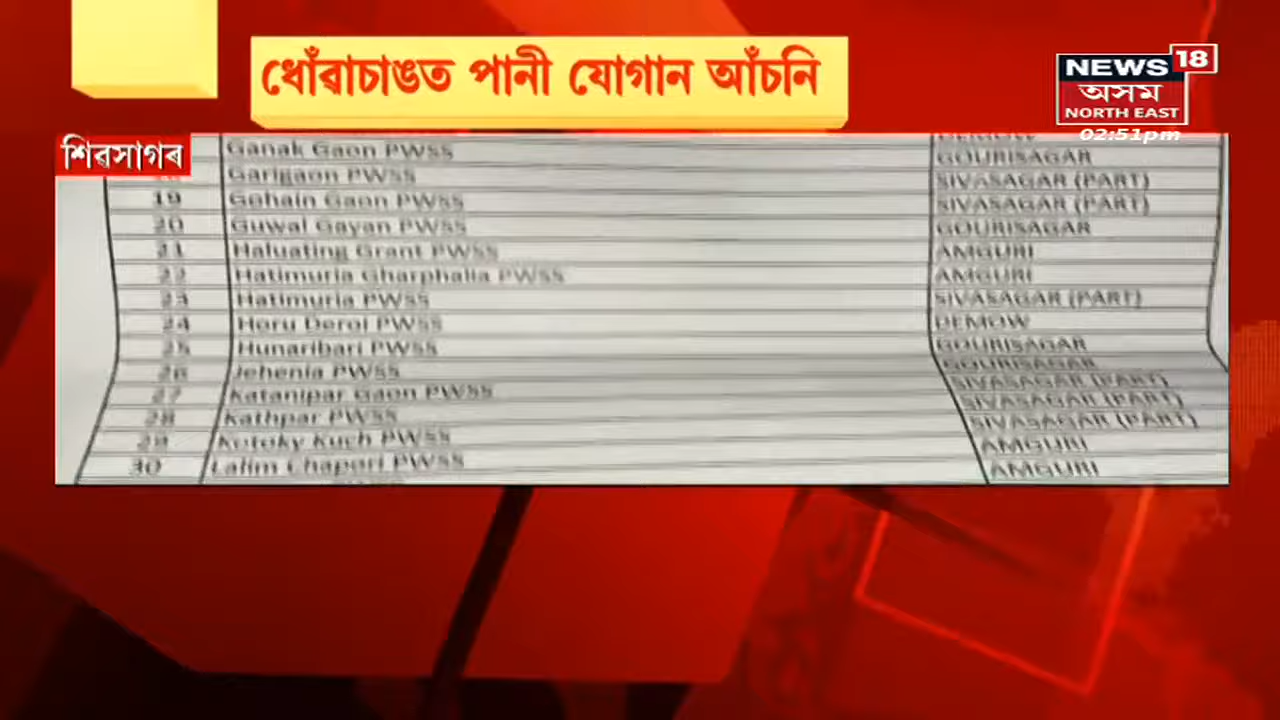 ধোঁৱাচাঙত পানী যোগান আঁচনি
NEWS 18
অসম
NORTH EAST
02:51pm
শিৱসাগৰ
DEMOW
Ganak Gaon PWSS GOURISAGAR
Garigaon PWSS SIVASAGAR (PART)
19 Gohain Gaon PWSS SIVASAGAR (PART)
20 Guwal Gayan PWSS GOURISAGAR
21 Haluating Grant PWSS AMGURI
22 Hatimuria Gharphalia PWSS AMGURI
23 Hatimuria PWSS SIVASAGAR (PART)
24 Horu Deroi PWSS DEMOW
25 Hunaribari PWSS GOURISAGAR
26 Jehenia PWSS GOURISAGAR
27 Katanipar Gaon PWSS SIVASAGAR (PART)
28 Kathpar PWSS SIVASAGAR (PART)
29 Kotoky Kuch PWSS SIVASAGAR (PART)
30 Lalim Chapori PWSS AMGURI
AMGURI